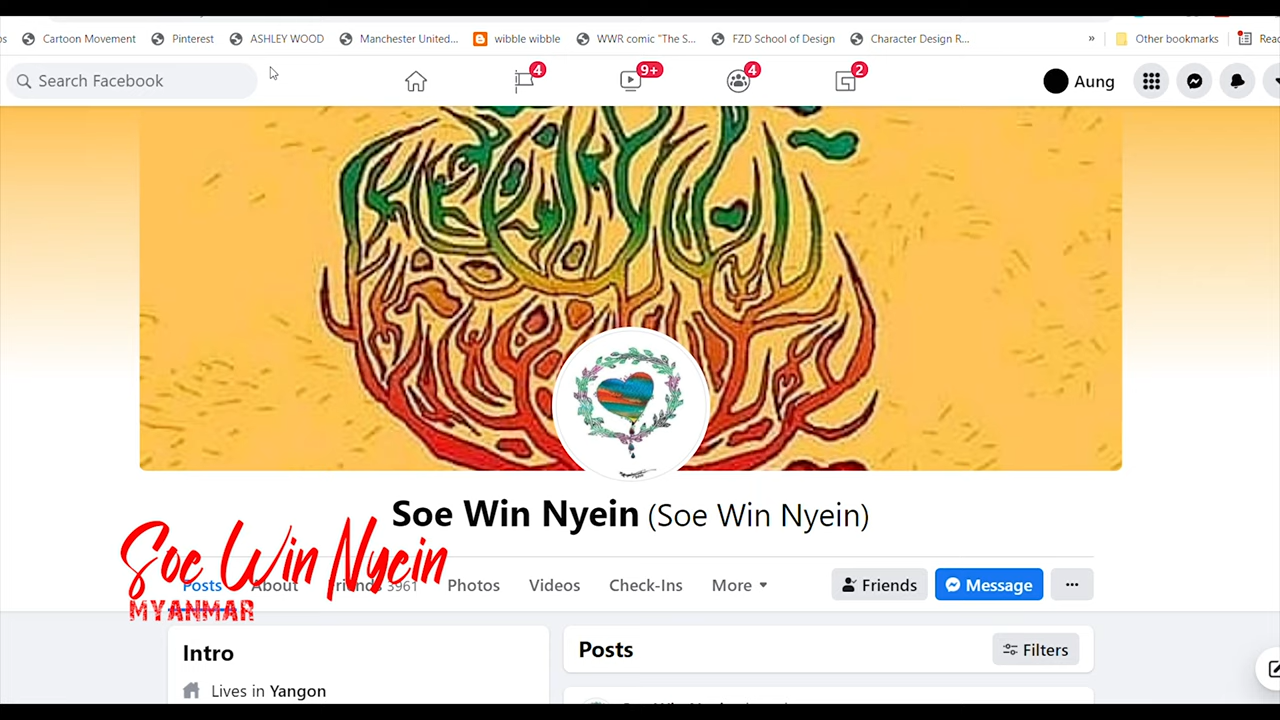 Cartoon Movement Pinterest ASHLEY WOOD Manchester United... wibble wibble WWR comic "The S... FZD School of Design Character Design R... » Other bookmarks
Search Facebook 4 9+ 4 2 Aung
Soe Win Nyein (Soe Win Nyein)
Soe Win Nyein
MYANMAR
Posts About Friends 3961 Photos Videos Check-Ins More Friends Message ...
Intro
Posts Filters
Lives in Yangon